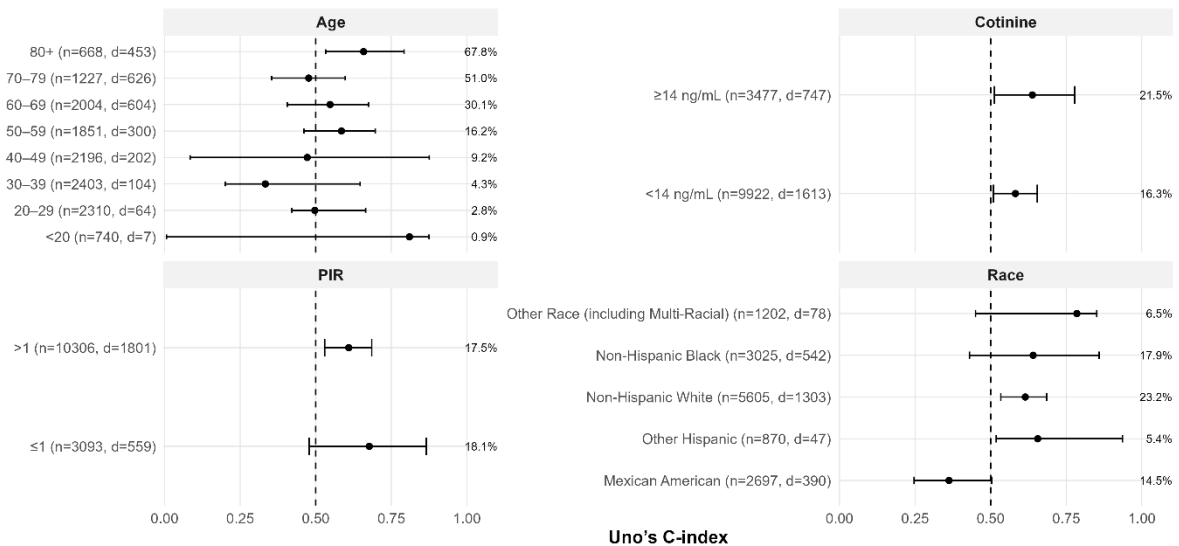 Age
80+ (n=668, d=453)
67.8%
70–79 (n=1227, d=626)
51.0%
60–69 (n=2004, d=604)
30.1%
50–59 (n=1851, d=300)
16.2%
40–49 (n=2196, d=202)
9.2%
30–39 (n=2403, d=104)
4.3%
20–29 (n=2310, d=64)
2.8%
<20 (n=740, d=7)
0.9%
Cotinine
≥14 ng/mL (n=3477, d=747)
21.5%
<14 ng/mL (n=9922, d=1613)
16.3%
PIR
>1 (n=10306, d=1801)
17.5%
≤1 (n=3093, d=559)
18.1%
0.00 0.25 0.50 0.75 1.00
Race
Other Race (including Multi-Racial) (n=1202, d=78)
6.5%
Non-Hispanic Black (n=3025, d=542)
17.9%
Non-Hispanic White (n=5605, d=1303)
23.2%
Other Hispanic (n=870, d=47)
5.4%
Mexican American (n=2697, d=390)
14.5%
0.00 0.25 0.50 0.75 1.00
Uno's C-index